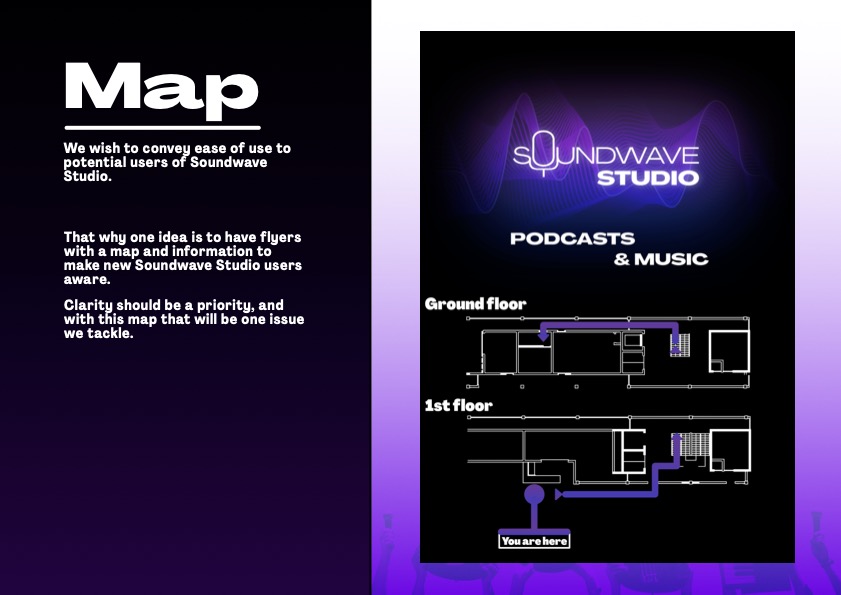 Map
We wish to convey ease of use to
potential users of Soundwave
Studio.
That why one idea is to have flyers
with a map and information to
make new Soundwave Studio users
aware.
Clarity should be a priority, and
with this map that will be one issue
we tackle.
SOUNDWAVE
STUDIO
PODCASTS
& MUSIC
Ground floor
1st floor
You are here